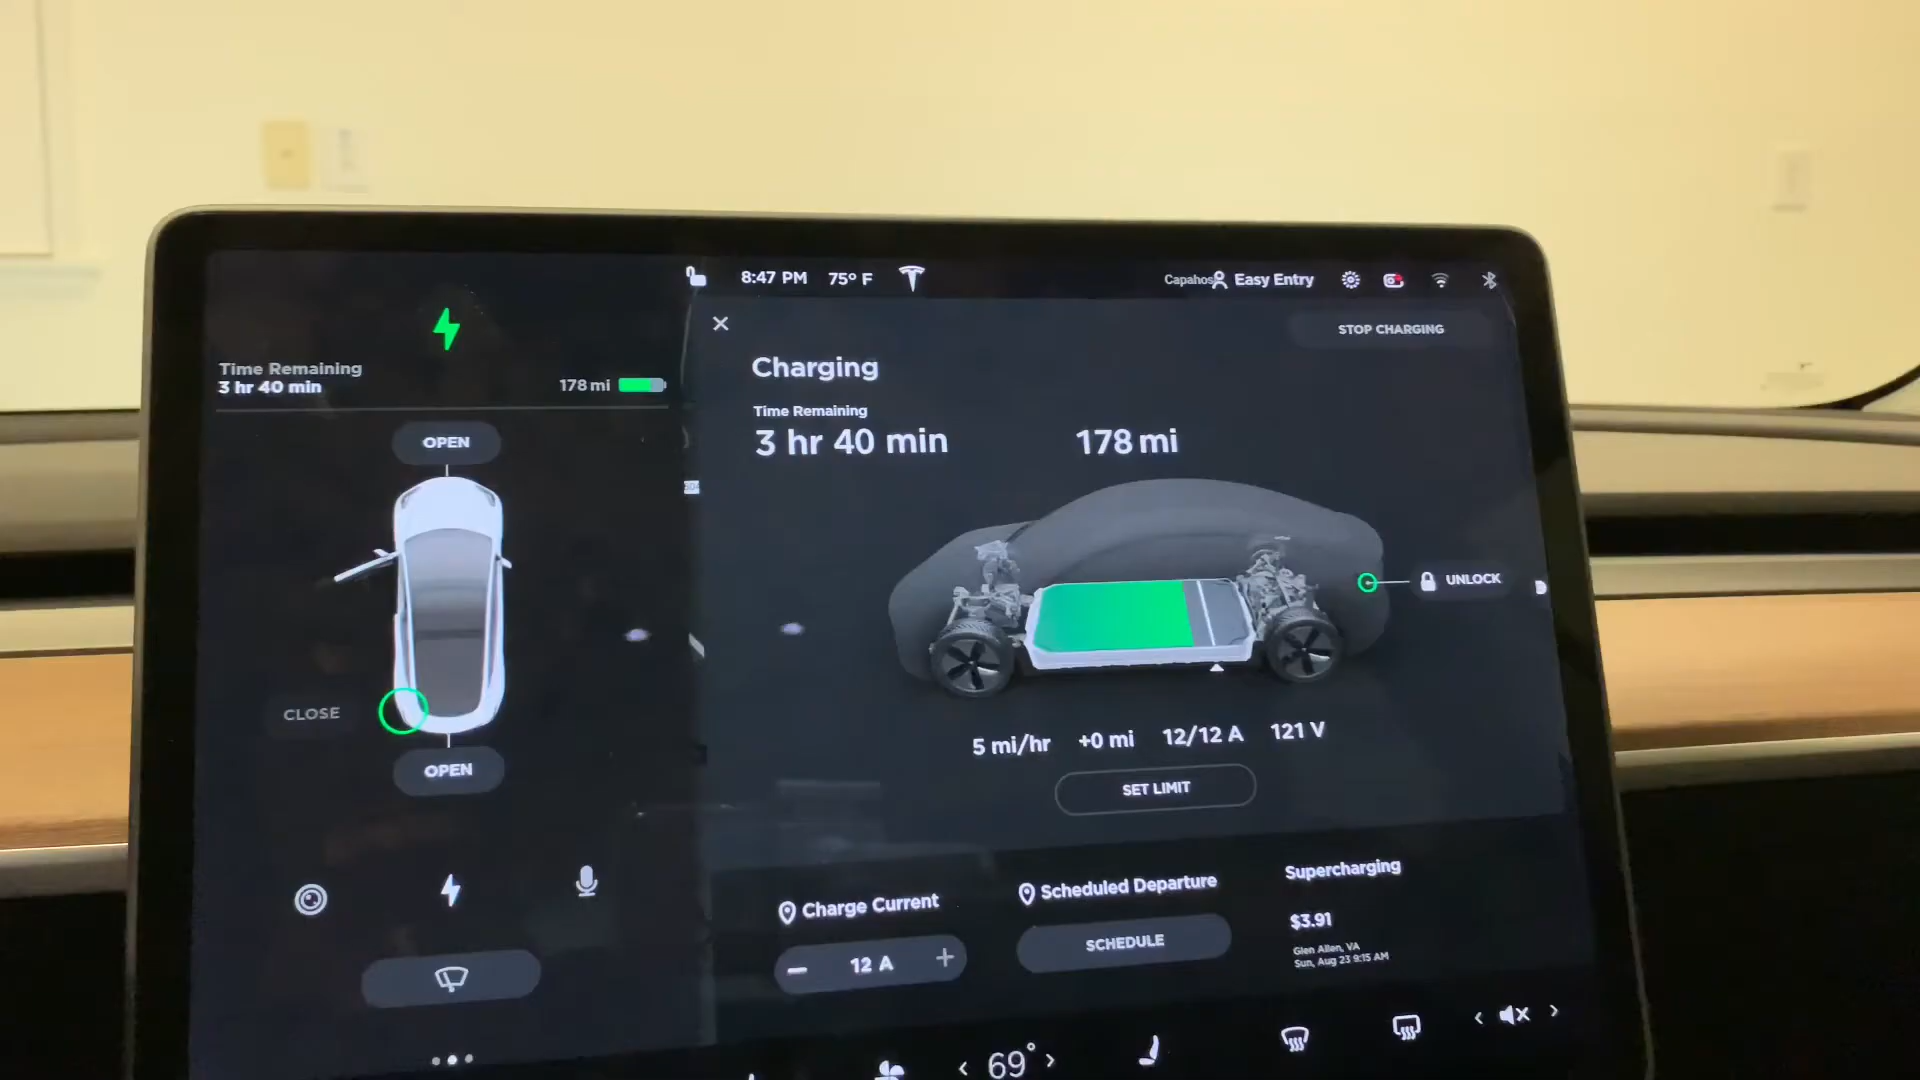 8:47 PM 75° F
Easy Entry
STOP CHARGING
Time Remaining
3 hr 40 min
178 mi
OPEN
CLOSE
OPEN
Charging
Time Remaining
3 hr 40 min 178 mi
UNLOCK
5 mi/hr +0 mi 12/12 A 121 V
SET LIMIT
Charge Current
12 A
Scheduled Departure
SCHEDULE
Supercharging
$3.91
Glen Allen, VA
Sun, Aug 23 9:15 AM
69°